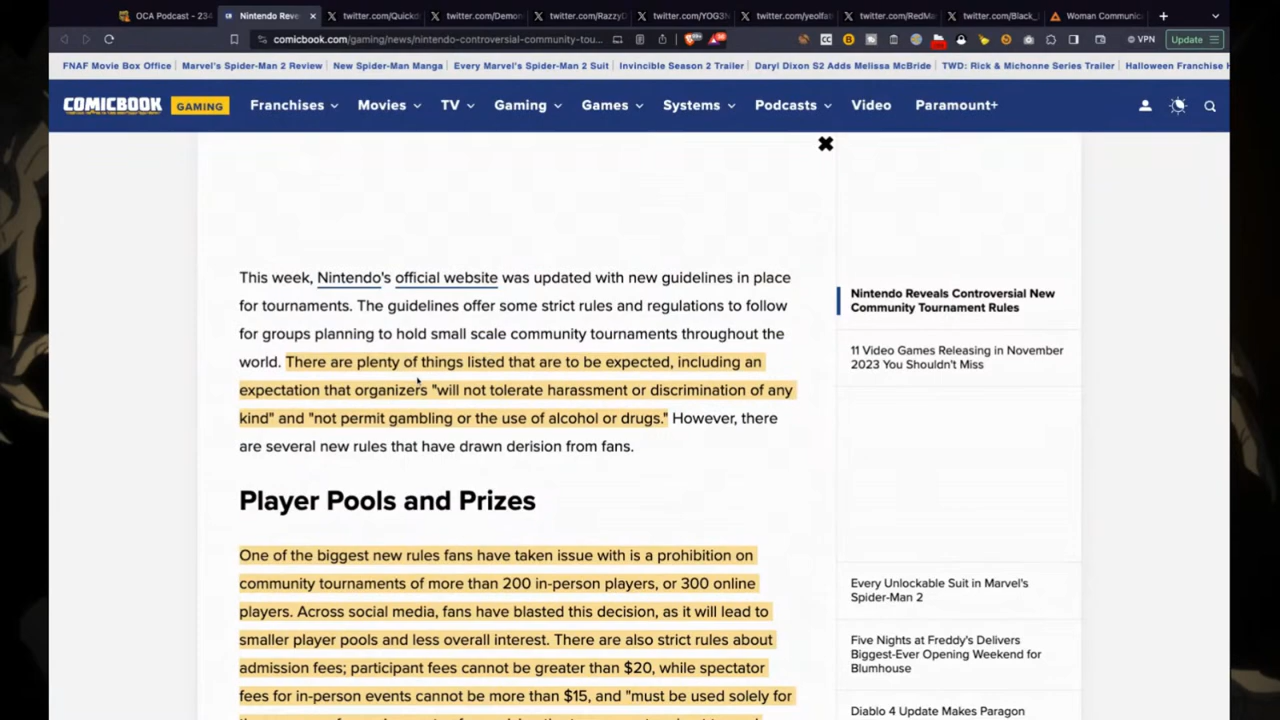 OCA Podcast - 234
Nintendo Reve
twitter.com/Quickd
twitter.com/Demon
twitter.com/RazzyD
twitter.com/YOG3N
twitter.com/yeolfat
twitter.com/RedMa
twitter.com/Black_
Woman Communic
comicbook.com/gaming/news/nintendo-controversial-community-tou...
VPN
Update
FNAF Movie Box Office
Marvel's Spider-Man 2 Review
New Spider-Man Manga
Every Marvel's Spider-Man 2 Suit
Invincible Season 2 Trailer
Daryl Dixon S2 Adds Melissa McBride
TWD: Rick & Michonne Series Trailer
Halloween Franchise H
COMICBOOK
GAMING
Franchises
Movies
TV
Gaming
Games
Systems
Podcasts
Video
Paramount+
This week, Nintendo's official website was updated with new guidelines in place
for tournaments. The guidelines offer some strict rules and regulations to follow
for groups planning to hold small scale community tournaments throughout the
world. There are plenty of things listed that are to be expected, including an
expectation that organizers "will not tolerate harassment or discrimination of any
kind" and "not permit gambling or the use of alcohol or drugs." However, there
are several new rules that have drawn derision from fans.
Player Pools and Prizes
One of the biggest new rules fans have taken issue with is a prohibition on
community tournaments of more than 200 in-person players, or 300 online
players. Across social media, fans have blasted this decision, as it will lead to
smaller player pools and less overall interest. There are also strict rules about
admission fees; participant fees cannot be greater than $20, while spectator
fees for in-person events cannot be more than $15, and "must be used solely for
Nintendo Reveals Controversial New
Community Tournament Rules
11 Video Games Releasing in November
2023 You Shouldn't Miss
Every Unlockable Suit in Marvel's
Spider-Man 2
Five Nights at Freddy's Delivers
Biggest-Ever Opening Weekend for
Blumhouse
Diablo 4 Update Makes Paragon